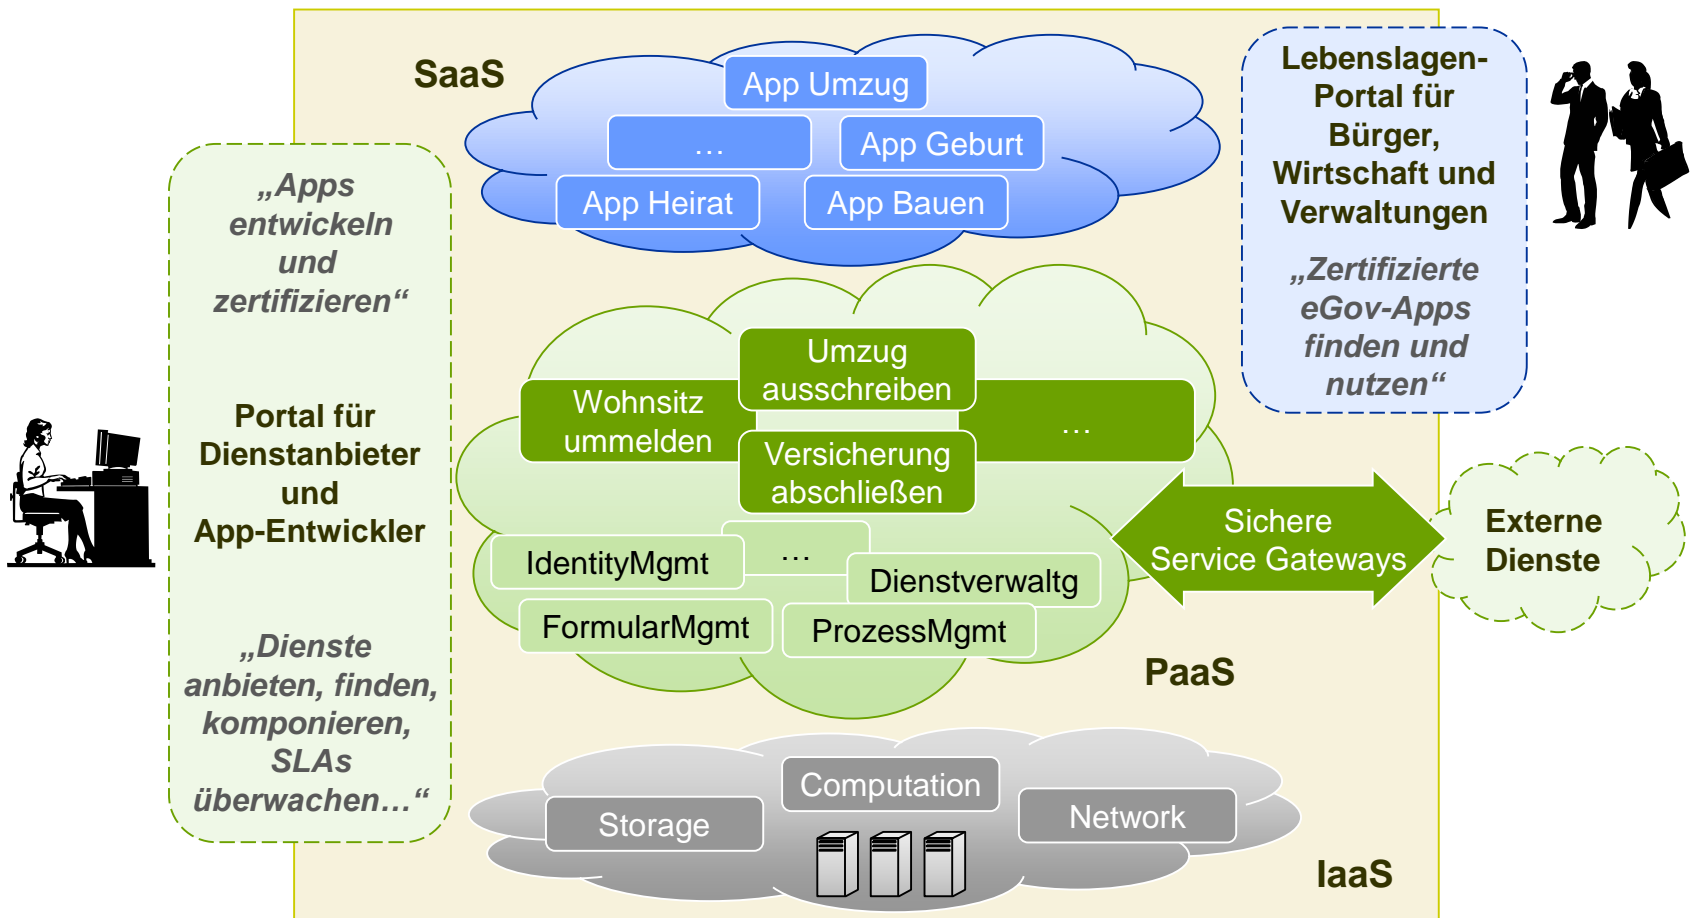 SaaS
App Umzug
…
App Geburt
App Heirat
App Bauen
Lebenslagen-
Portal für
Bürger,
Wirtschaft und
Verwaltungen
„Zertifizierte
eGov-Apps
finden und
nutzen“
„Apps
entwickeln
und
zertifizieren“
Portal für
Dienstanbieter
und
App-Entwickler
„Dienste
anbieten, finden,
komponieren,
SLAs
überwachen…“
Umzug
ausschreiben
Wohnsitz
ummelden
…
Versicherung
abschließen
IdentityMgmt
…
Dienstverwaltg
FormularMgmt
ProzessMgmt
PaaS
Sichere
Service Gateways
Externe
Dienste
Computation
Storage
Network
IaaS